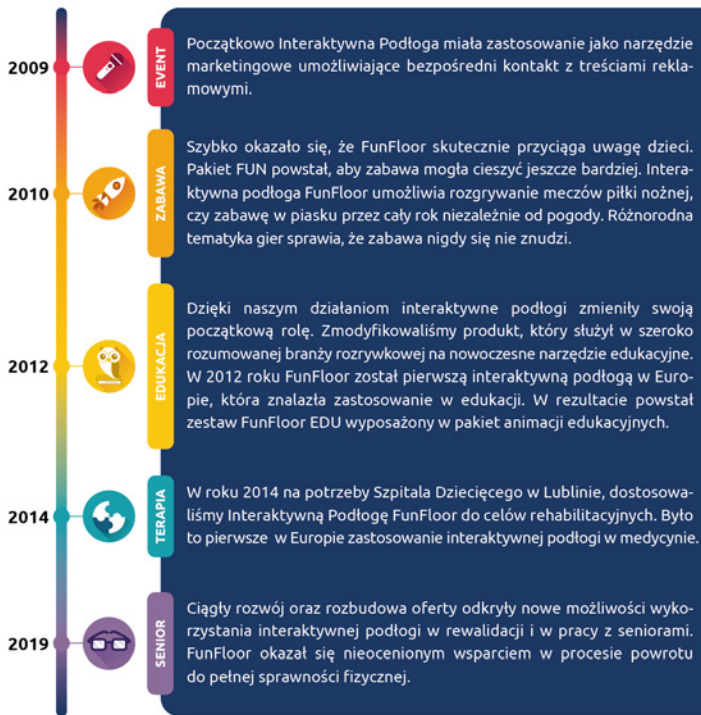 2009
EVENT
Początkowo Interaktywna Podłoga miała zastosowanie jako narzędzie
marketingowe umożliwiające bezpośredni kontakt z treściami rekla-
mowymi.
2010
ZABAWA
Szybko okazało się, że FunFloor skutecznie przyciąga uwagę dzieci.
Pakiet FUN powstał, aby zabawa mogła cieszyć jeszcze bardziej. Intera-
ktywna podłoga FunFloor umożliwia rozgrywanie meczów piłki nożnej,
czy zabawę w piasku przez cały rok niezależnie od pogody. Różnorodna
tematyka gier sprawia, że zabawa nigdy się nie znudzi.
2012
EDUKACJA
Dzięki naszym działaniom interaktywne podłogi zmieniły swoją
początkową rolę. Zmodyfikowaliśmy produkt, który służył w szeroko
rozumowanej branży rozrywkowej na nowoczesne narzędzie edukacyjne.
W 2012 roku FunFloor został pierwszą interaktywną podłogą w Euro-
pie, która znalazła zastosowanie w edukacji. W rezultacie powstał
zestaw FunFloor EDU wyposażony w pakiet animacji edukacyjnych.
2014
TERAPIA
W roku 2014 na potrzeby Szpitala Dziecięcego w Lublinie, dostosowa-
liśmy Interaktywną Podłogę FunFloor do celów rehabilitacyjnych. Było
to pierwsze w Europie zastosowanie interaktywnej podłogi w medycynie.
2019
SENIOR
Ciągły rozwój oraz rozbudowa oferty odkryły nowe możliwości wyko-
rzystania interaktywnej podłogi w rewalidacji i w pracy z seniorami.
FunFloor okazał się nieocenionym wsparciem w procesie powrotu
do pełnej sprawności fizycznej.